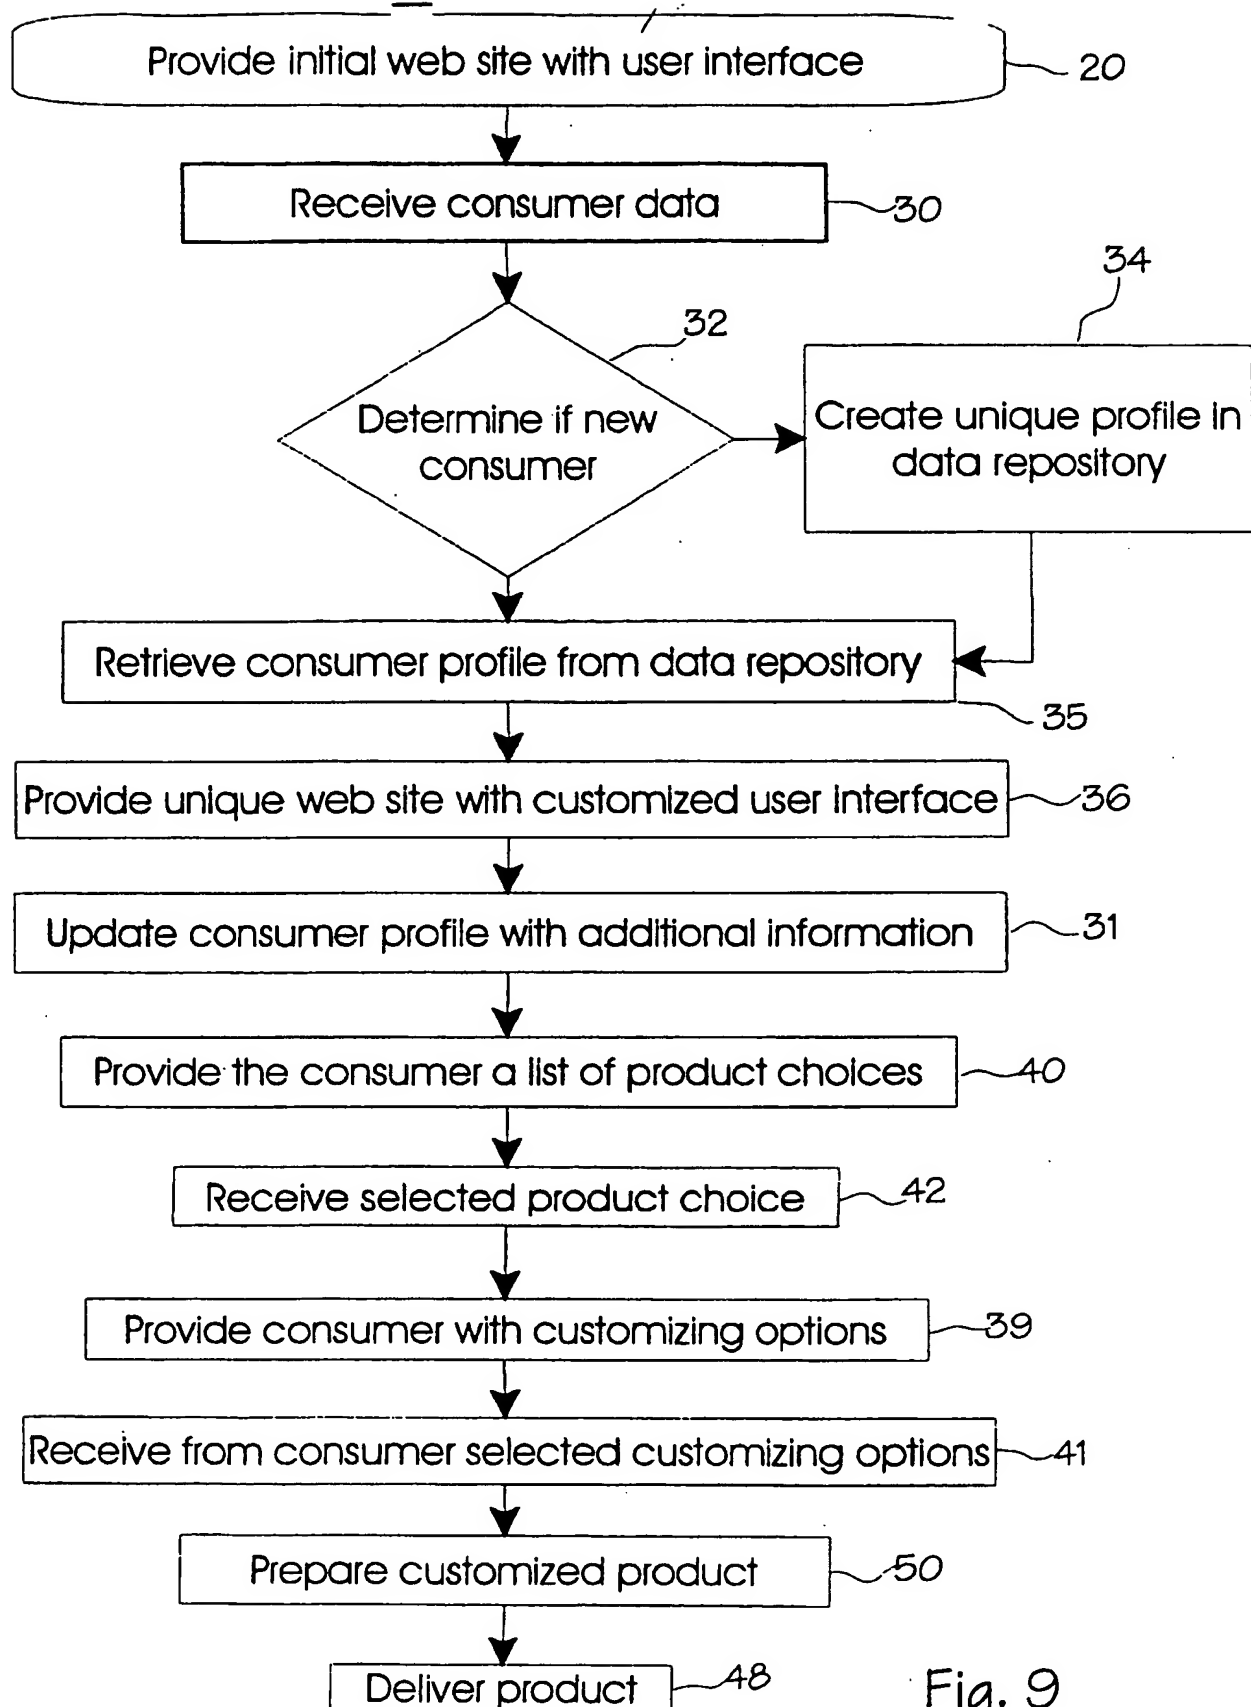 Provide initial web site with user interface
20
Receive consumer data
30
34
32
Determine if new
consumer
Create unique profile in
data repository
Retrieve consumer profile from data repository
35
Provide unique web site with customized user interface
36
Update consumer profile with additional information
31
Provide the consumer a list of product choices
40
Receive selected product choice
42
Provide consumer with customizing options
39
Receive from consumer selected customizing options
41
Prepare customized product
50
Deliver product
48
Fig. 9